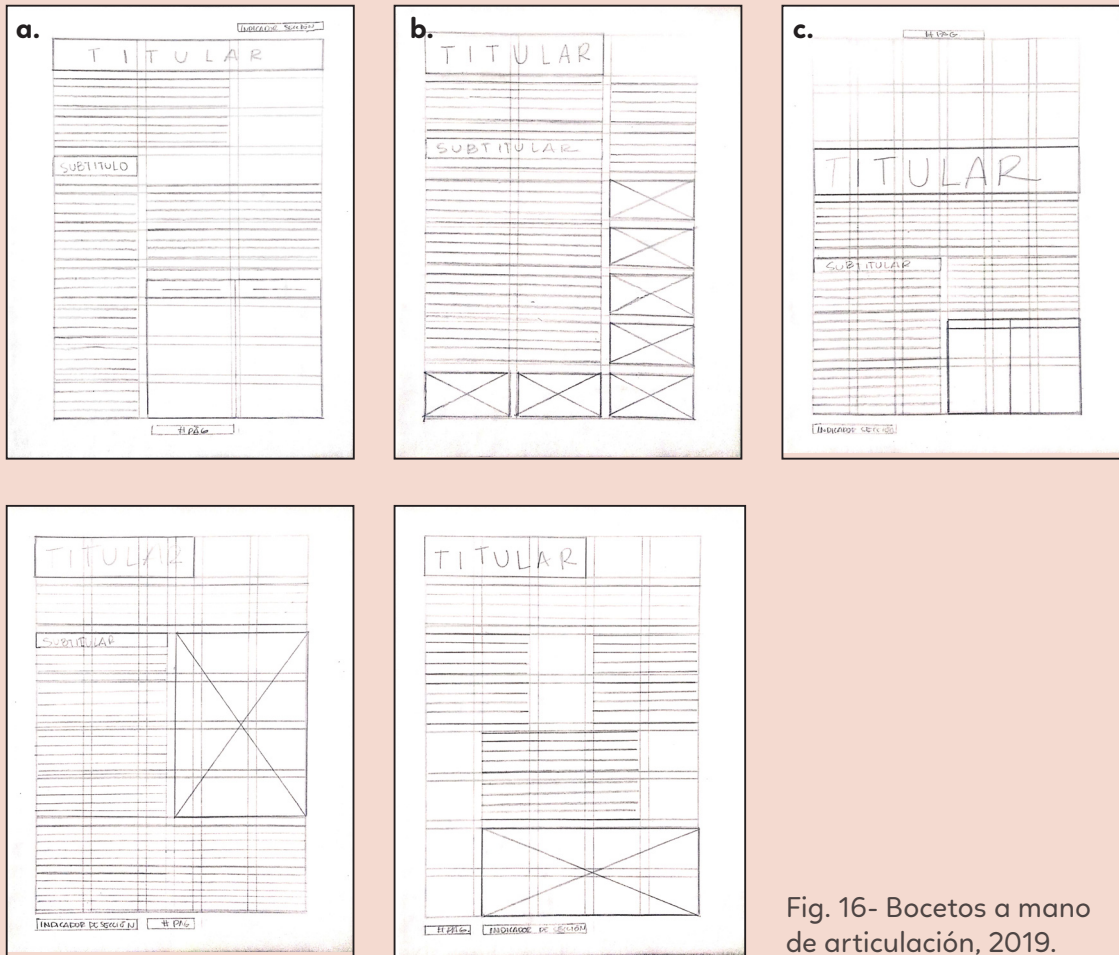 a.
INDICADOR SECCIÓN
TITULAR
SUBTITULO
# PÁG
b.
TITULAR
SUBTITULAR
c.
# PÁG
TITULAR
SUBTITULAR
INDICADOR SECCIÓN
TITULAR
SUBTITULAR
INDICADOR DE SECCIÓN
# PÁG
TITULAR
# PÁG.
INDICADOR DE SECCIÓN
Fig. 16- Bocetos a mano
de articulación, 2019.